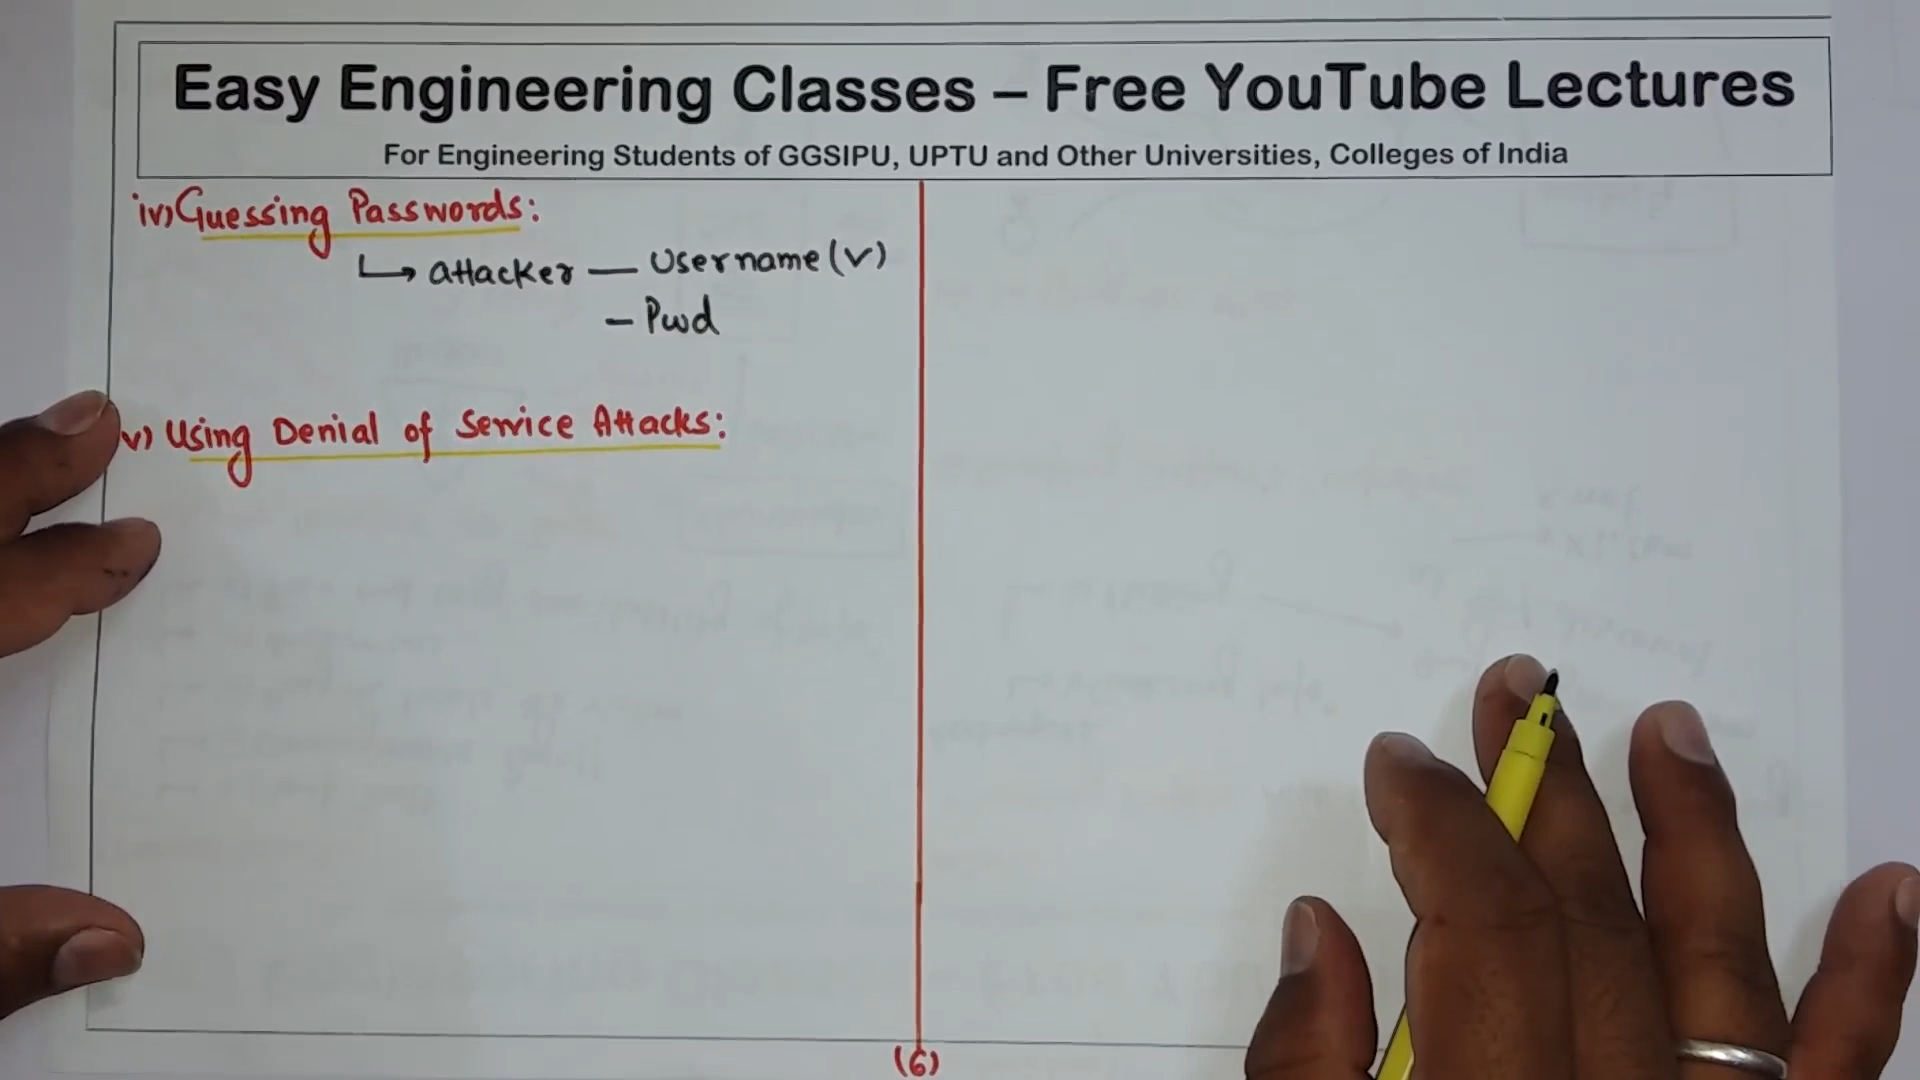 Easy Engineering Classes – Free YouTube Lectures
For Engineering Students of GGSIPU, UPTU and Other Universities, Colleges of India
iv) Guessing Passwords:
↳ attacker — Username (v)
— Pwd
v) Using Denial of Service Attacks:
(6)